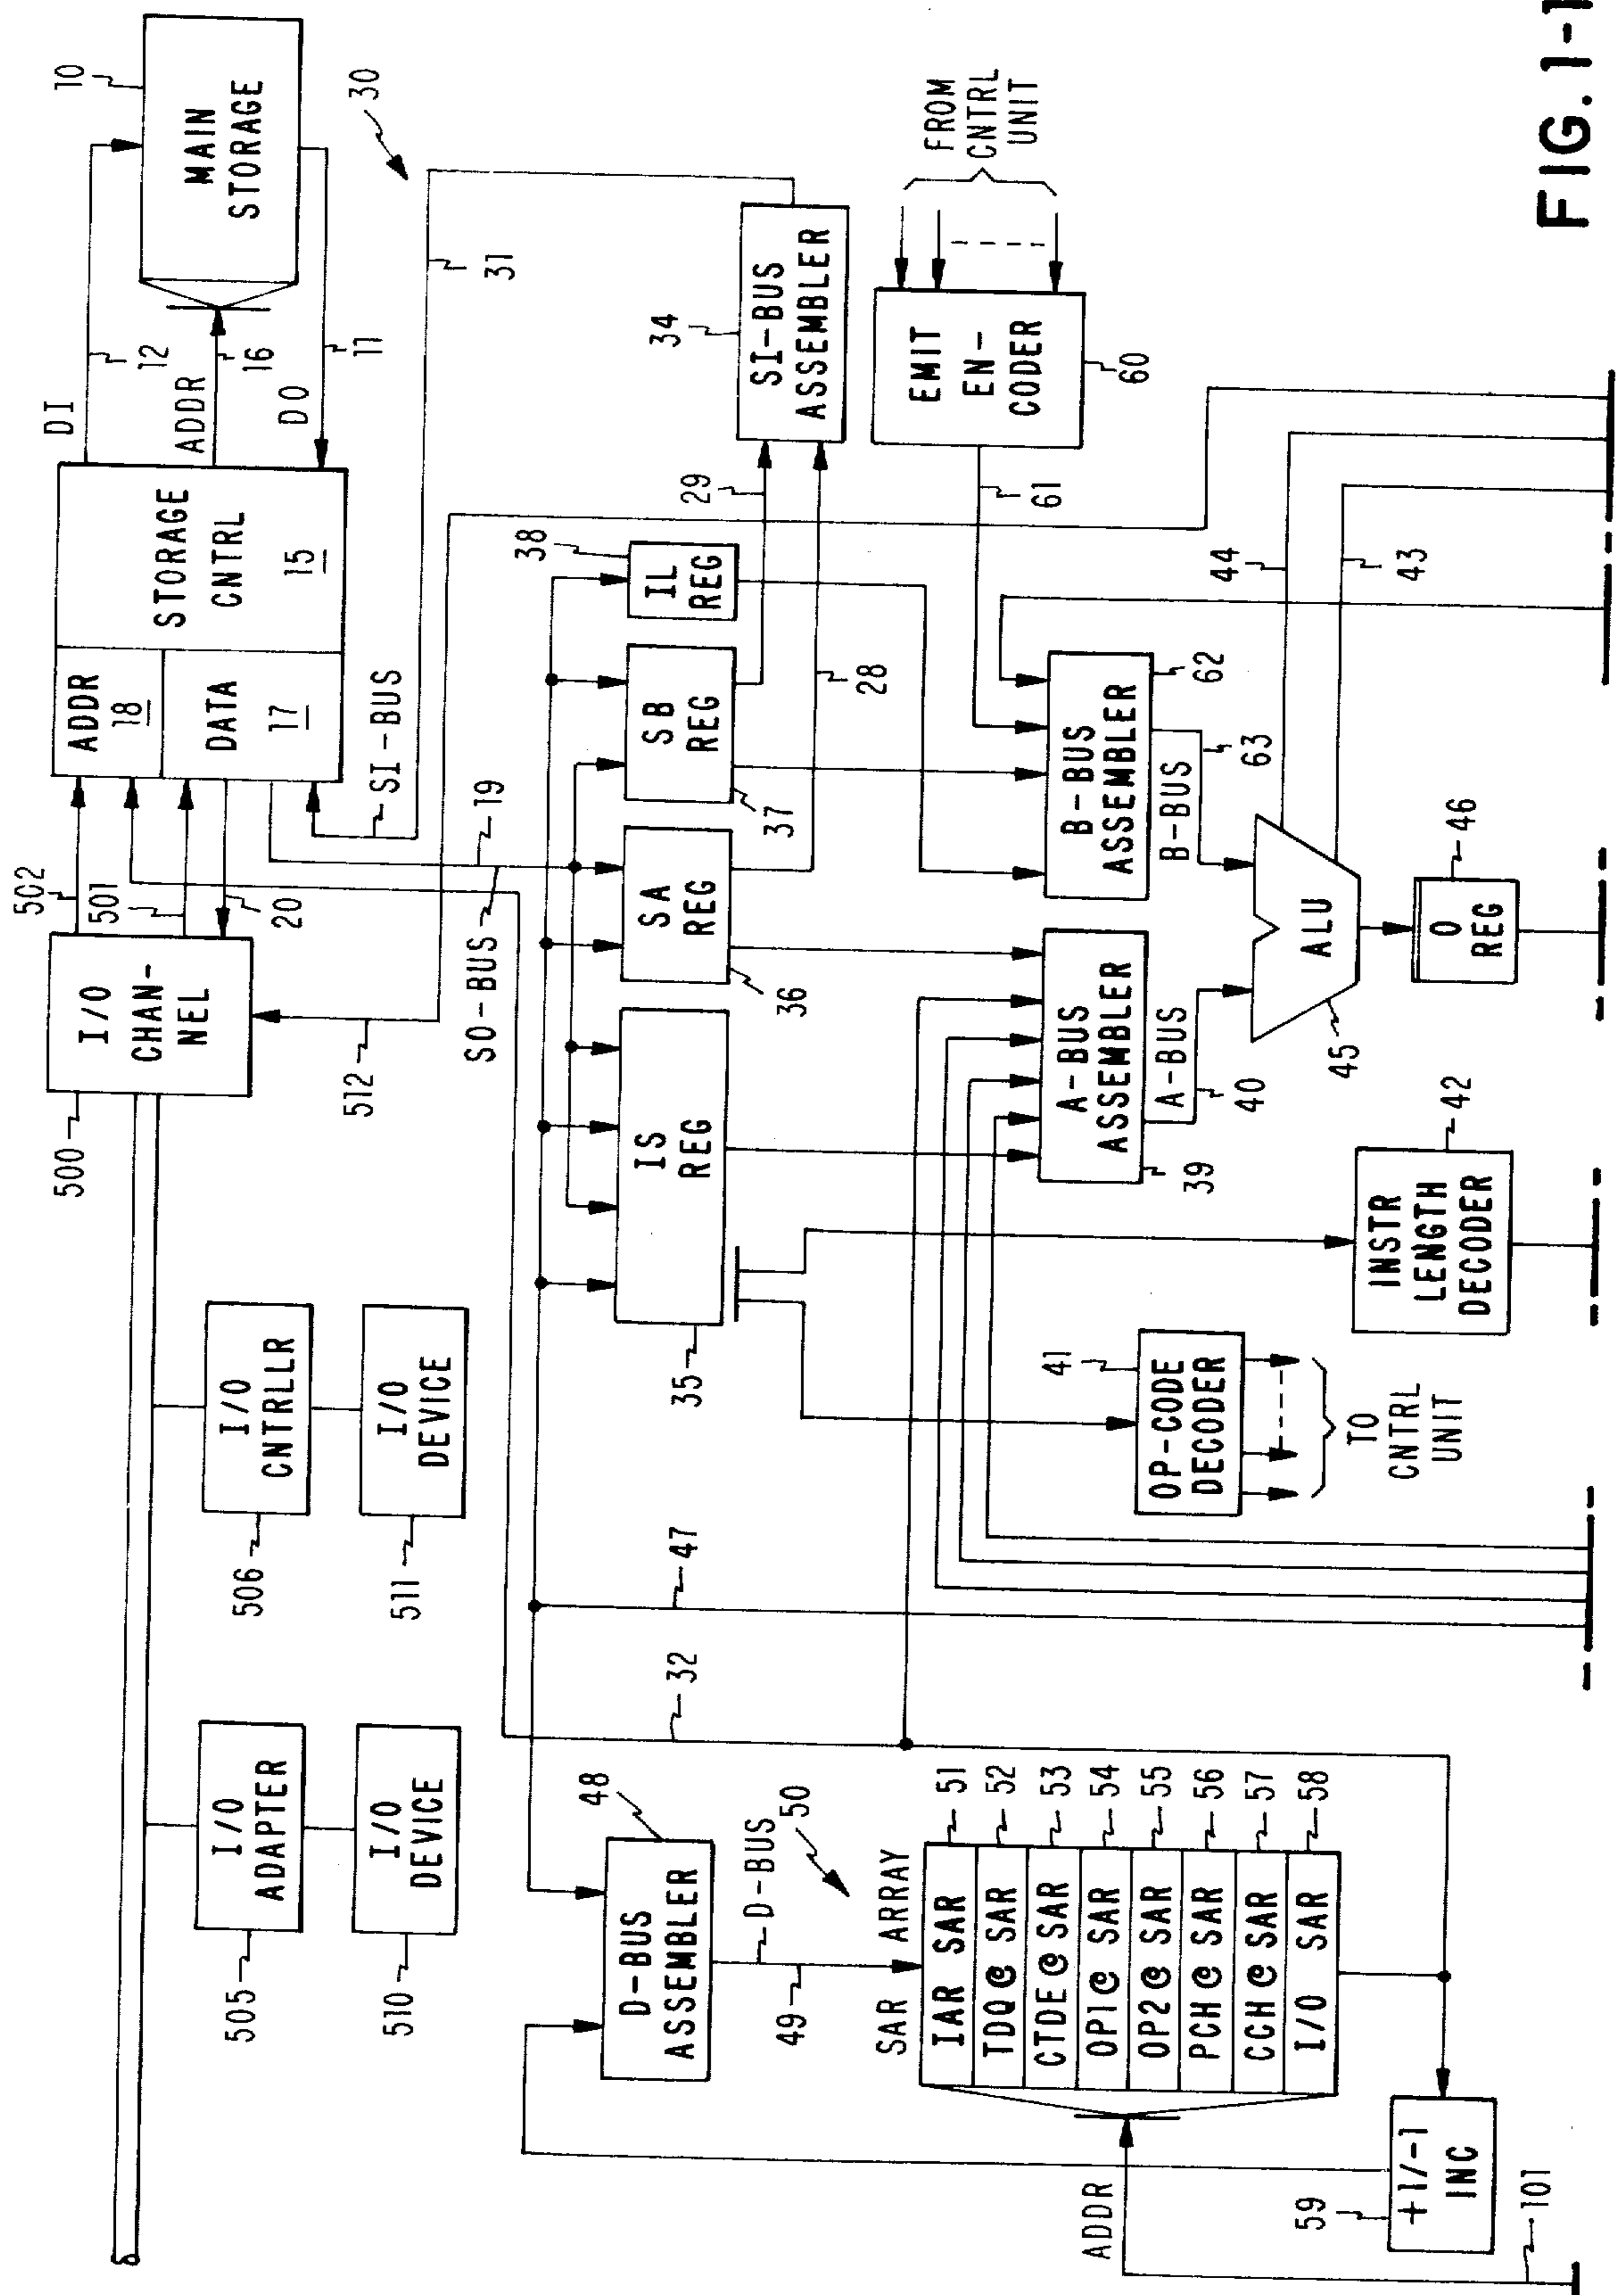 500
I/O
CHAN-
NEL
502
501
20
512
ADDR
18
DATA
17
STORAGE
CNTRL
15
DI
12
ADDR
16
DO
11
10
MAIN
STORAGE
30
31
SI-BUS
19
SO-BUS
505
I/O
ADAPTER
510
I/O
DEVICE
506
I/O
CNTRLLR
511
I/O
DEVICE
47
32
35
IS
REG
36
SA
REG
37
SB
REG
38
IL
REG
29
28
34
SI-BUS
ASSEMBLER
FROM
CNTRL
UNIT
EMIT
EN-
CODER
60
61
48
D-BUS
ASSEMBLER
D-BUS
49
50
SAR ARRAY
IAR SAR
51
TDQ@ SAR
52
CTDE@SAR
53
OP1@ SAR
54
OP2@ SAR
55
PCH@SAR
56
CCH@SAR
57
I/O SAR
58
ADDR
59
+1/-1
INC
101
41
OP-CODE
DECODER
TO
CNTRL
UNIT
INSTR
LENGTH
DECODER
42
A-BUS
ASSEMBLER
39
A-BUS
40
B-BUS
ASSEMBLER
62
B-BUS
63
ALU
45
44
43
O
REG
46
FIG.1-1